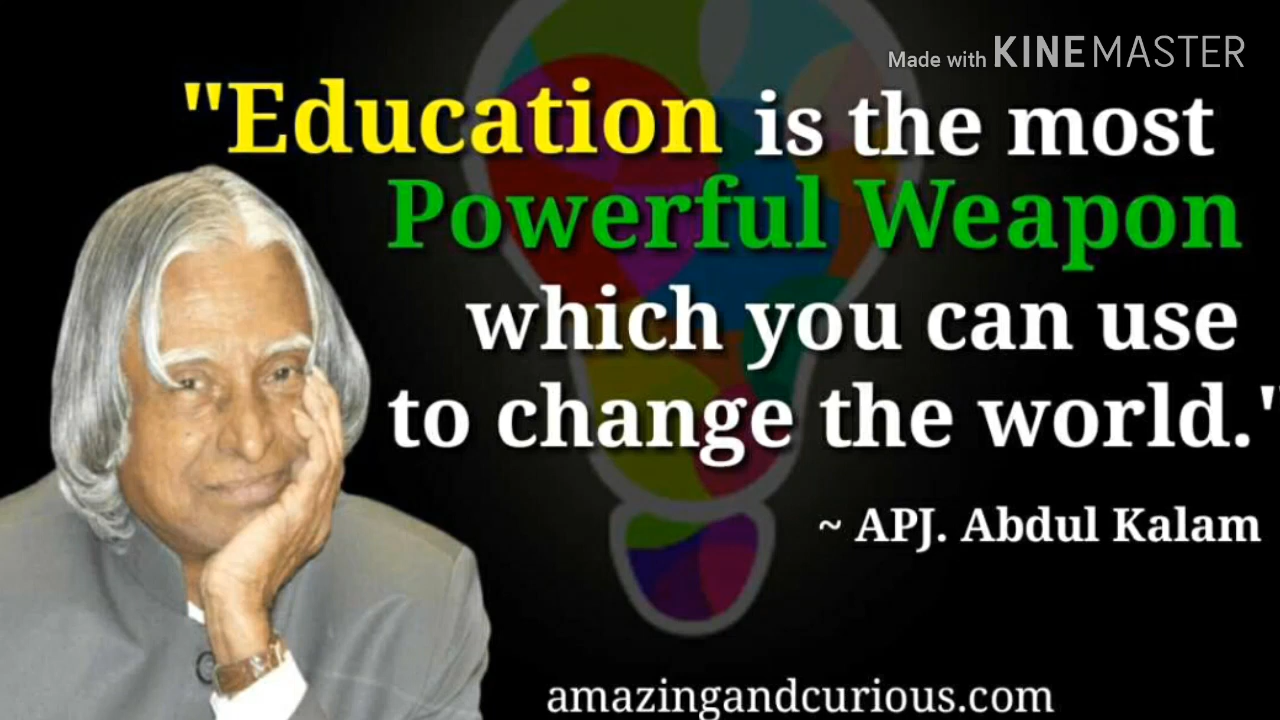 Made with KINEMASTER
"Education is the most
Powerful Weapon
which you can use
to change the world.'
~ APJ. Abdul Kalam
amazingandcurious.com